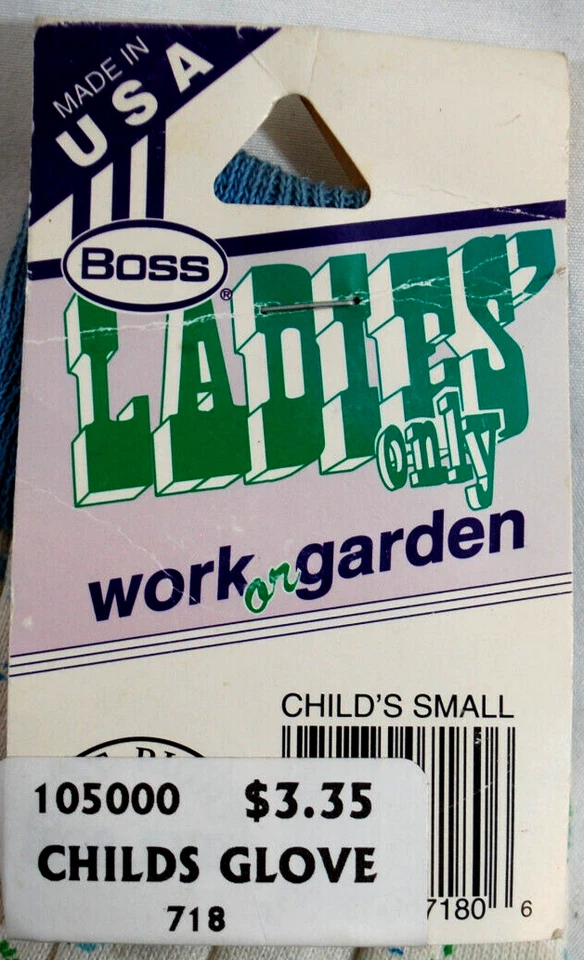 MADE IN
USA
BOSS
®
LADIES'
only
work or garden
CHILD'S SMALL
105000 $3.35
CHILDS GLOVE
718
7180 6